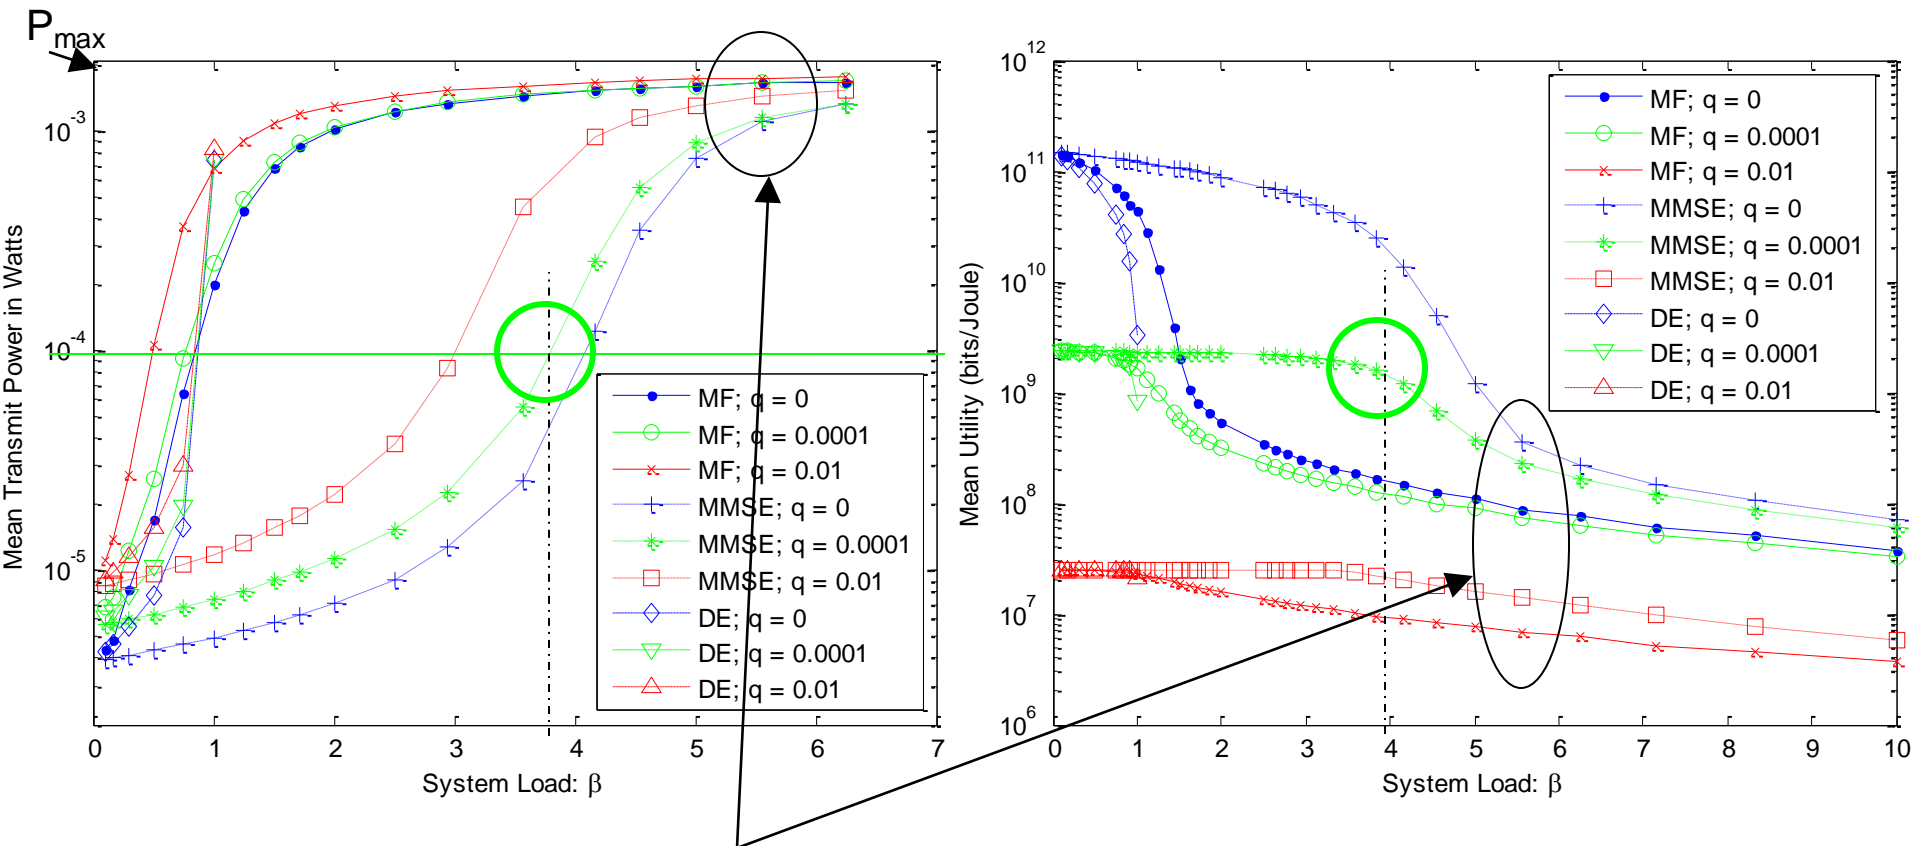 P max
Mean Transmit Power in Watts
10-3
10-4
10-5
0 1 2 3 4 5 6 7
System Load: β
MF; q = 0
MF; q = 0.0001
MF; q = 0.01
MMSE; q = 0
MMSE; q = 0.0001
MMSE; q = 0.01
DE; q = 0
DE; q = 0.0001
DE; q = 0.01
Mean Utility (bits/Joule)
10^12
10^11
10^10
10^9
10^8
10^7
10^6
0 1 2 3 4 5 6 7 8 9 10
System Load: β
MF; q = 0
MF; q = 0.0001
MF; q = 0.01
MMSE; q = 0
MMSE; q = 0.0001
MMSE; q = 0.01
DE; q = 0
DE; q = 0.0001
DE; q = 0.01